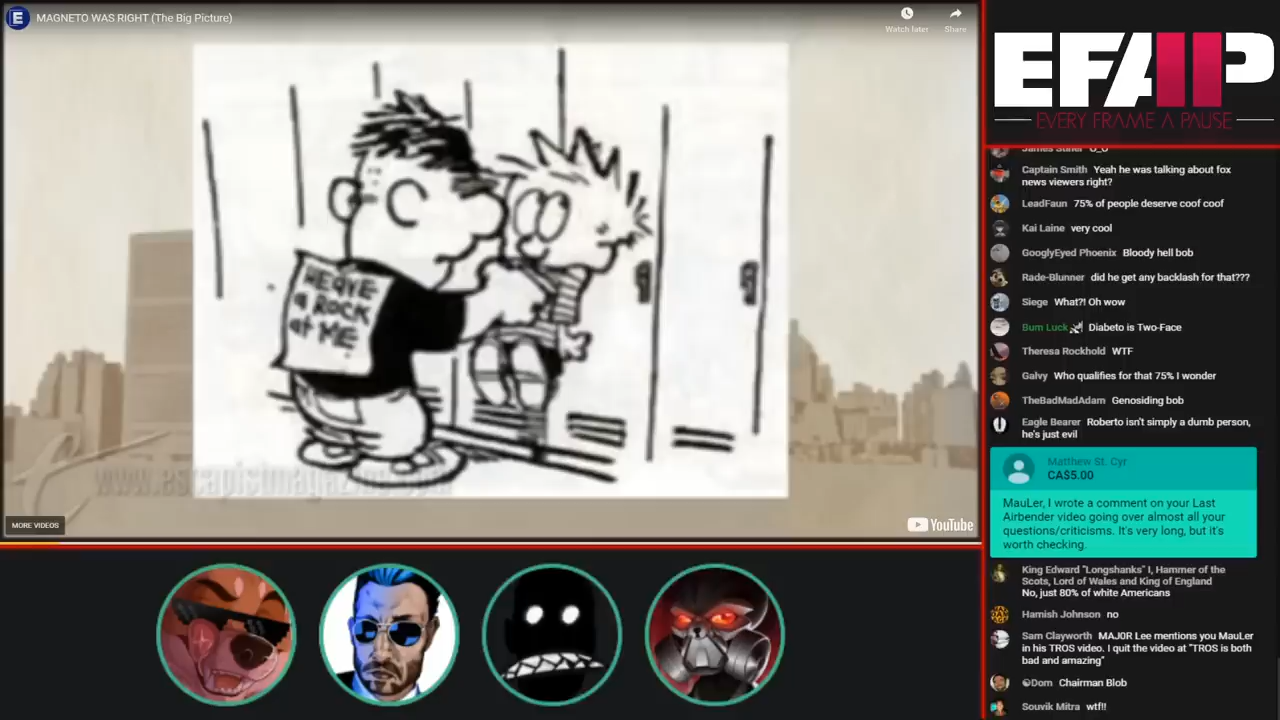 E
MAGNETO WAS RIGHT (The Big Picture)
Watch later
Share
HEAVE
a ROCK
at ME
www.escapistmagazine.com
MORE VIDEOS
YouTube
EFAP
EVERY FRAME A PAUSE
James Stiner O_O
Captain Smith Yeah he was talking about fox
news viewers right?
LeadFaun 75% of people deserve coof coof
Kai Laine very cool
GooglyEyed Phoenix Bloody hell bob
Rade-Blunner did he get any backlash for that???
Siege What?! Oh wow
Bum Luck Diabeto is Two-Face
Theresa Rockhold WTF
Galvy Who qualifies for that 75% I wonder
TheBadMadAdam Genosiding bob
Eagle Bearer Roberto isn't simply a dumb person,
he's just evil
Matthew St. Cyr
CA$5.00
MauLer, I wrote a comment on your Last
Airbender video going over almost all your
questions/criticisms. It's very long, but it's
worth checking.
King Edward "Longshanks" I, Hammer of the
Scots, Lord of Wales and King of England
No, just 80% of white Americans
Hamish Johnson no
Sam Clayworth MAJ0R Lee mentions you MauLer
in his TROS video. I quit the video at "TROS is both
bad and amazing"
☯Dom Chairman Blob
Souvik Mitra wtf!!